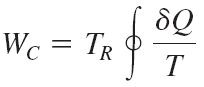 W_C = T_R ∮ δQ / T